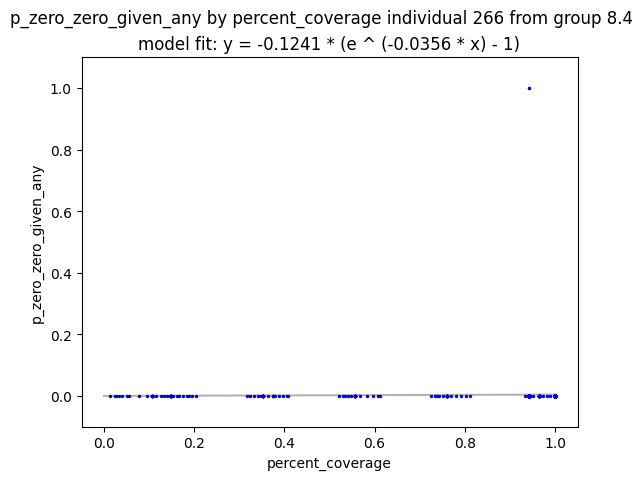 p_zero_zero_given_any by percent_coverage individual 266 from group 8.4
model fit: y = -0.1241 * (e ^ (-0.0356 * x) - 1)
p_zero_zero_given_any
1.0
0.8
0.6
0.4
0.2
0.0
0.0 0.2 0.4 0.6 0.8 1.0
percent_coverage